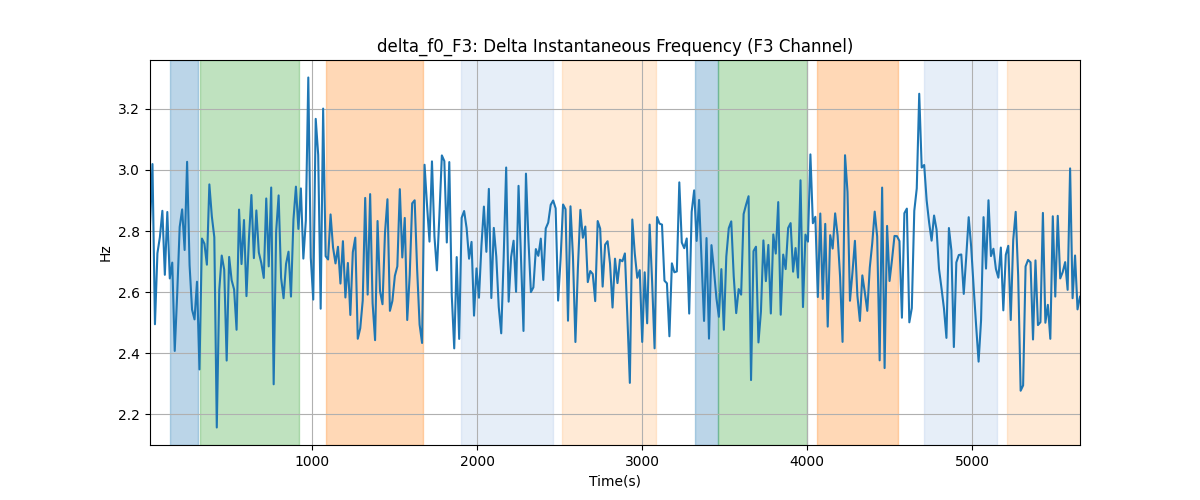 delta_f0_F3: Delta Instantaneous Frequency (F3 Channel)
3.2
3.0
2.8
2.6
2.4
2.2
Hz
1000 2000 3000 4000 5000
Time(s)